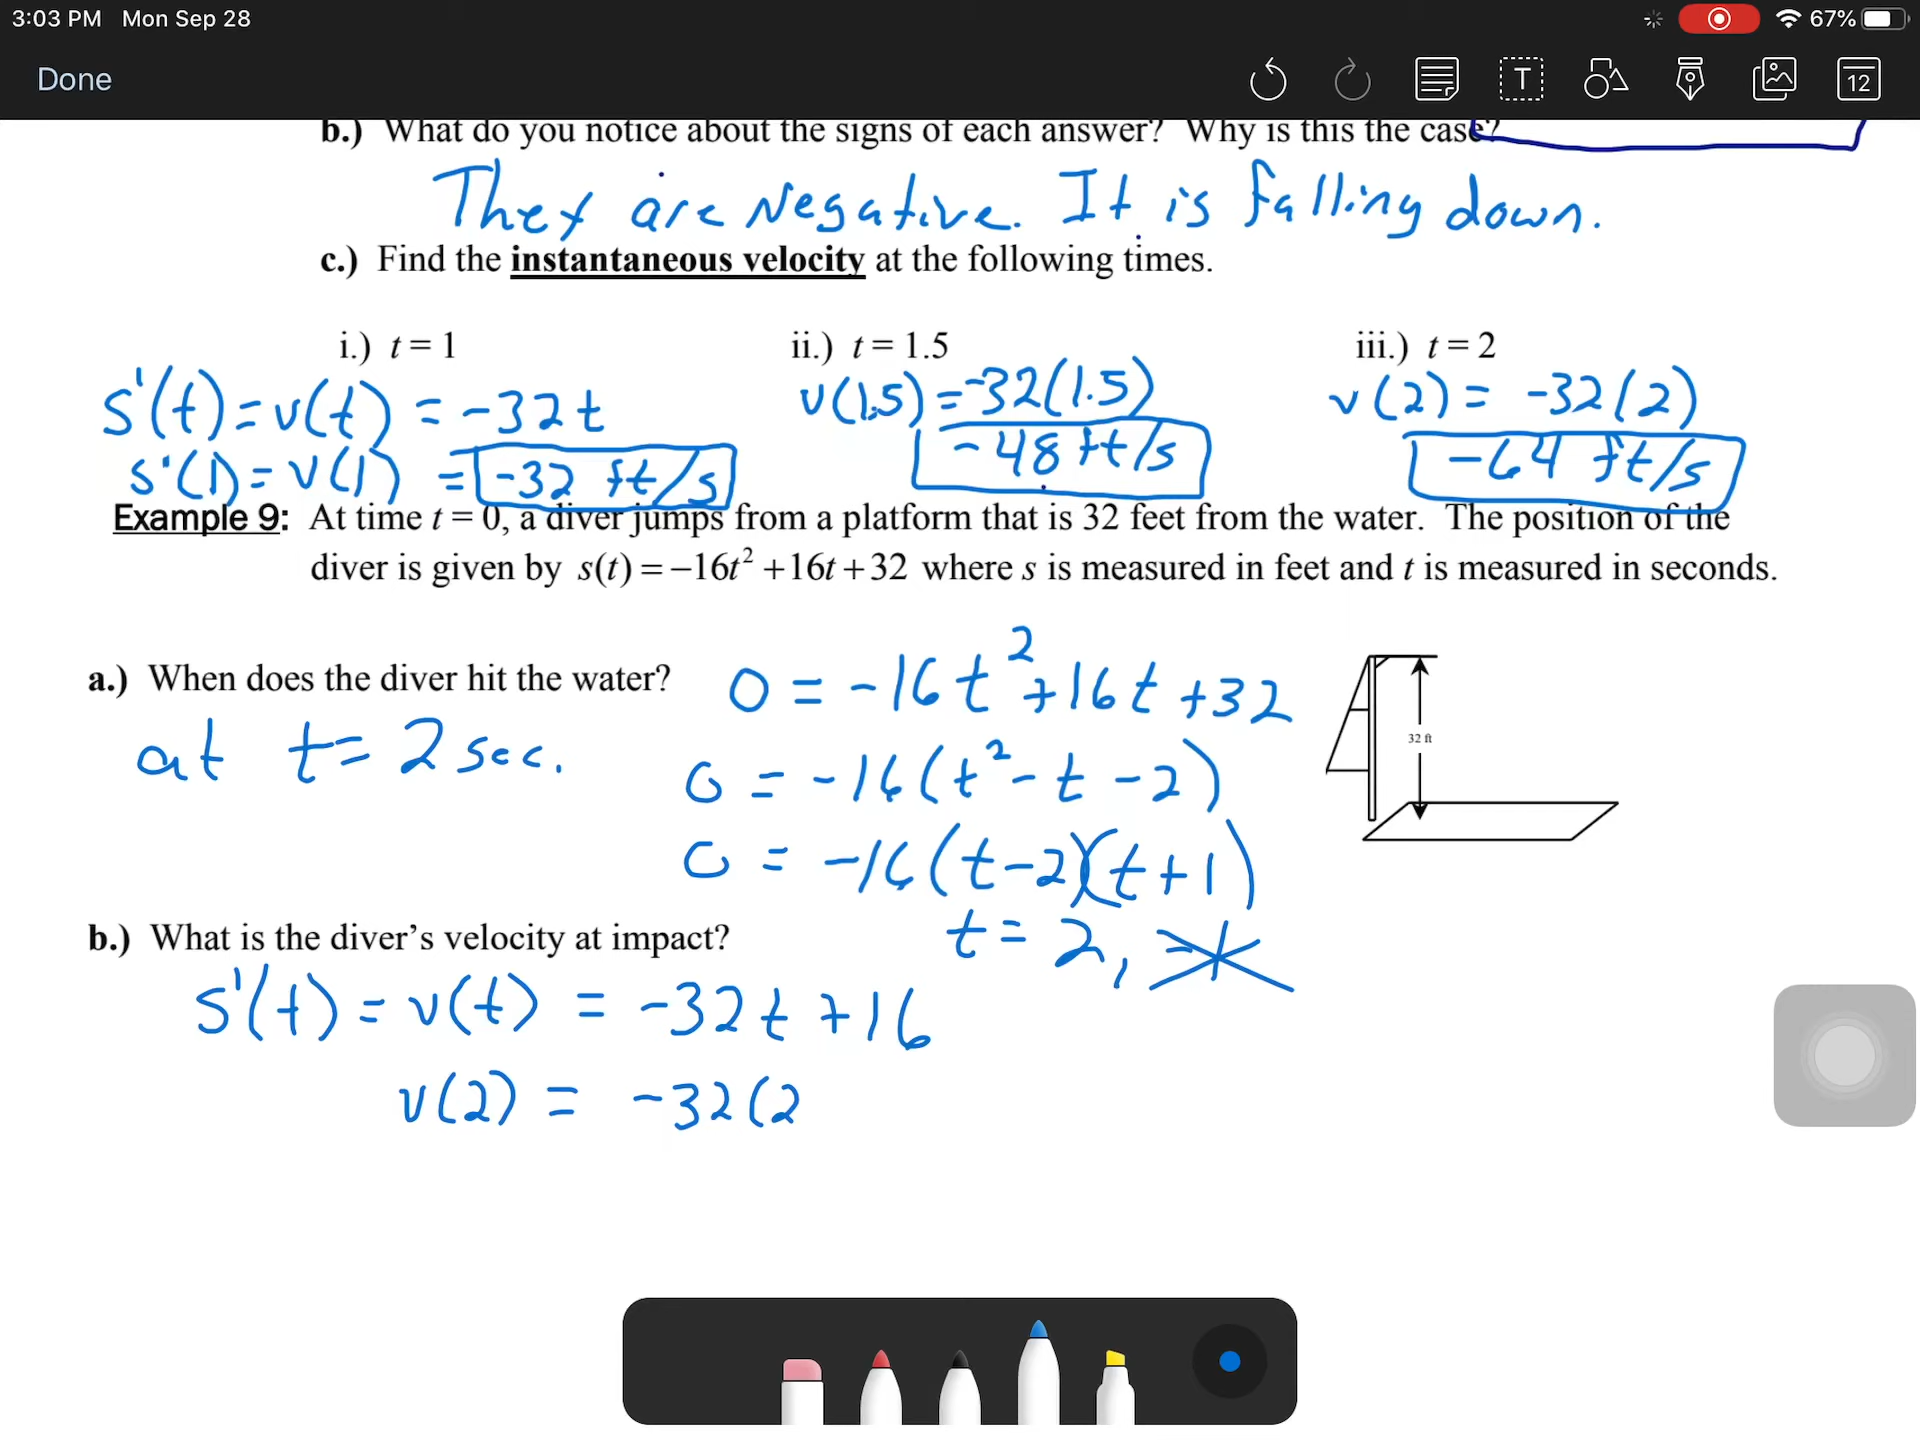 3:03 PM Mon Sep 28
67%
Done
T
12
b.) What do you notice about the signs of each answer? Why is this the case?
They are Negative. It is falling down.
c.) Find the instantaneous velocity at the following times.
i.) t = 1
ii.) t = 1.5
iii.) t = 2
s'(t) = v(t) = -32t
v(1.5) = -32(1.5)
v(2) = -32(2)
s'(1) = v(1) = -32 ft/s
-48 ft/s
-64 ft/s
Example 9: At time t = 0, a diver jumps from a platform that is 32 feet from the water. The position of the
diver is given by s(t) = −16t² +16t + 32 where s is measured in feet and t is measured in seconds.
a.) When does the diver hit the water?
at t = 2 sec.
0 = -16t² + 16t + 32
0 = -16(t² - t - 2)
0 = -16(t-2)(t+1)
t = 2,
32 ft
b.) What is the diver's velocity at impact?
s'(t) = v(t) = -32t + 16
v(2) = -32(2